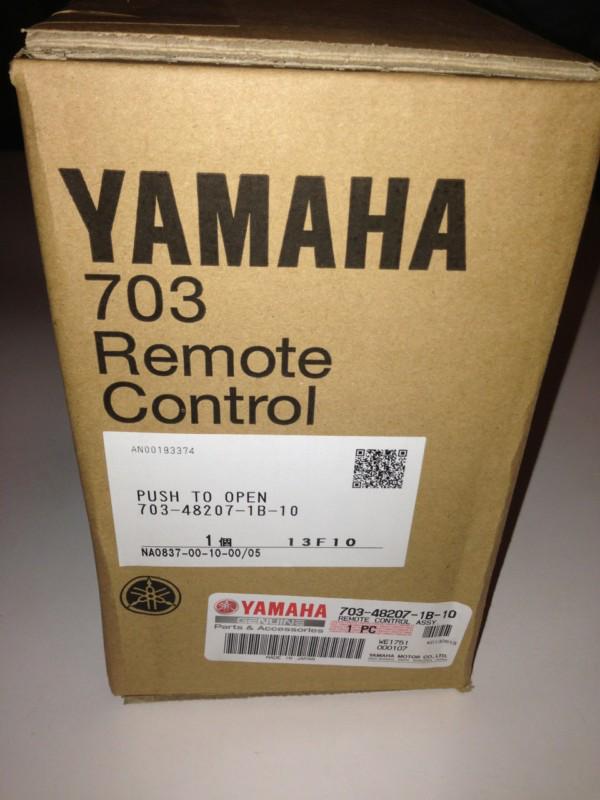 YAMAHA
703
Remote
Control
AN00193374
PUSH TO OPEN
703-48207-1B-10
1個 13F10
NA0837-00-10-00/05
YAMAHA
GENUINE
Parts & Accessories
MADE IN JAPAN
703-48207-1B-10
REMOTE CONTROL ASSY
1 PC
WE1751
000107
YAMAHA MOTOR CO.,LTD.